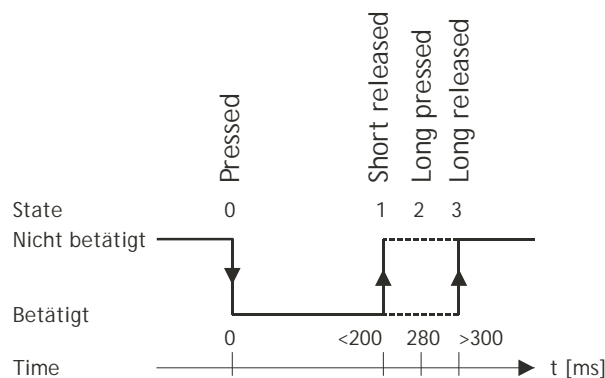 Pressed
Short released
Long pressed
Long released
State 0 1 2 3
Nicht betätigt
Betätigt
0 <200 280 >300
Time t [ms]